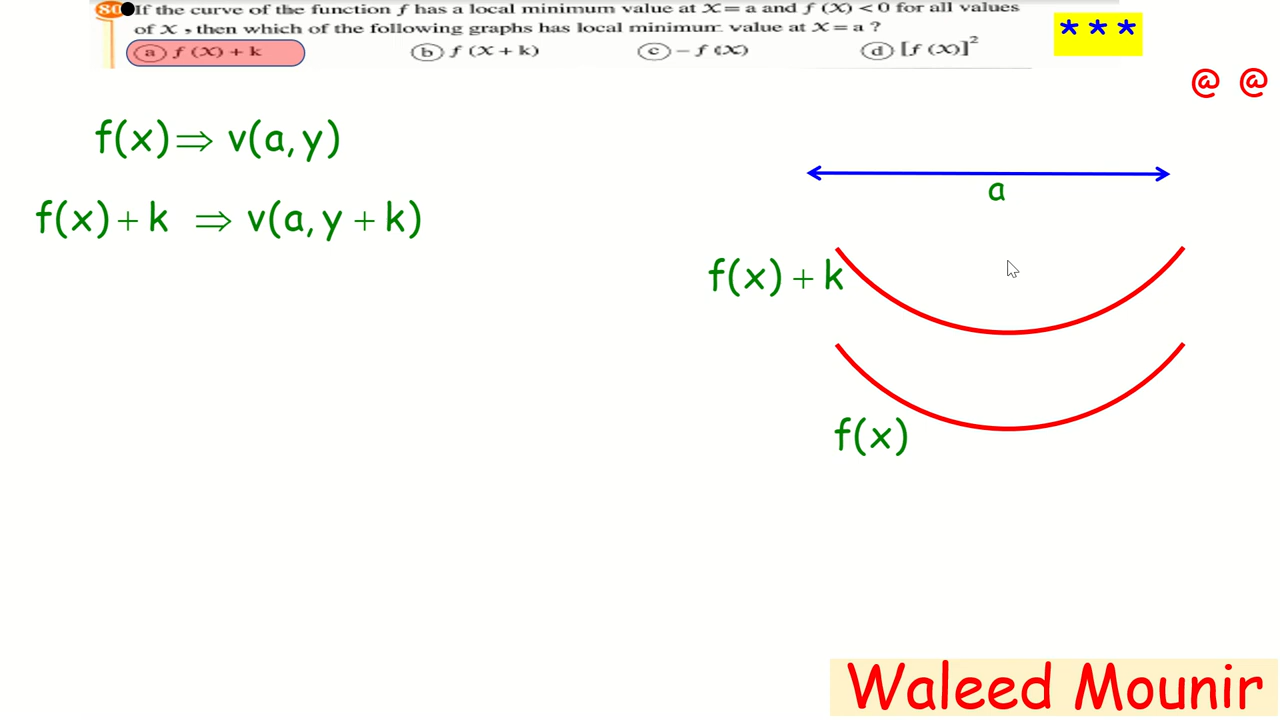 80 If the curve of the function f has a local minimum value at X = a and f (X) < 0 for all values
of X , then which of the following graphs has local minimum value at X = a ?
(a) f (X) + k (b) f (X + k) (c) – f (X) (d) [f (X)]²
* * *
@ @
f(x) ⇒ v(a, y)
a
f(x) + k ⇒ v(a, y + k)
f(x) + k
f(x)
Waleed Mounir